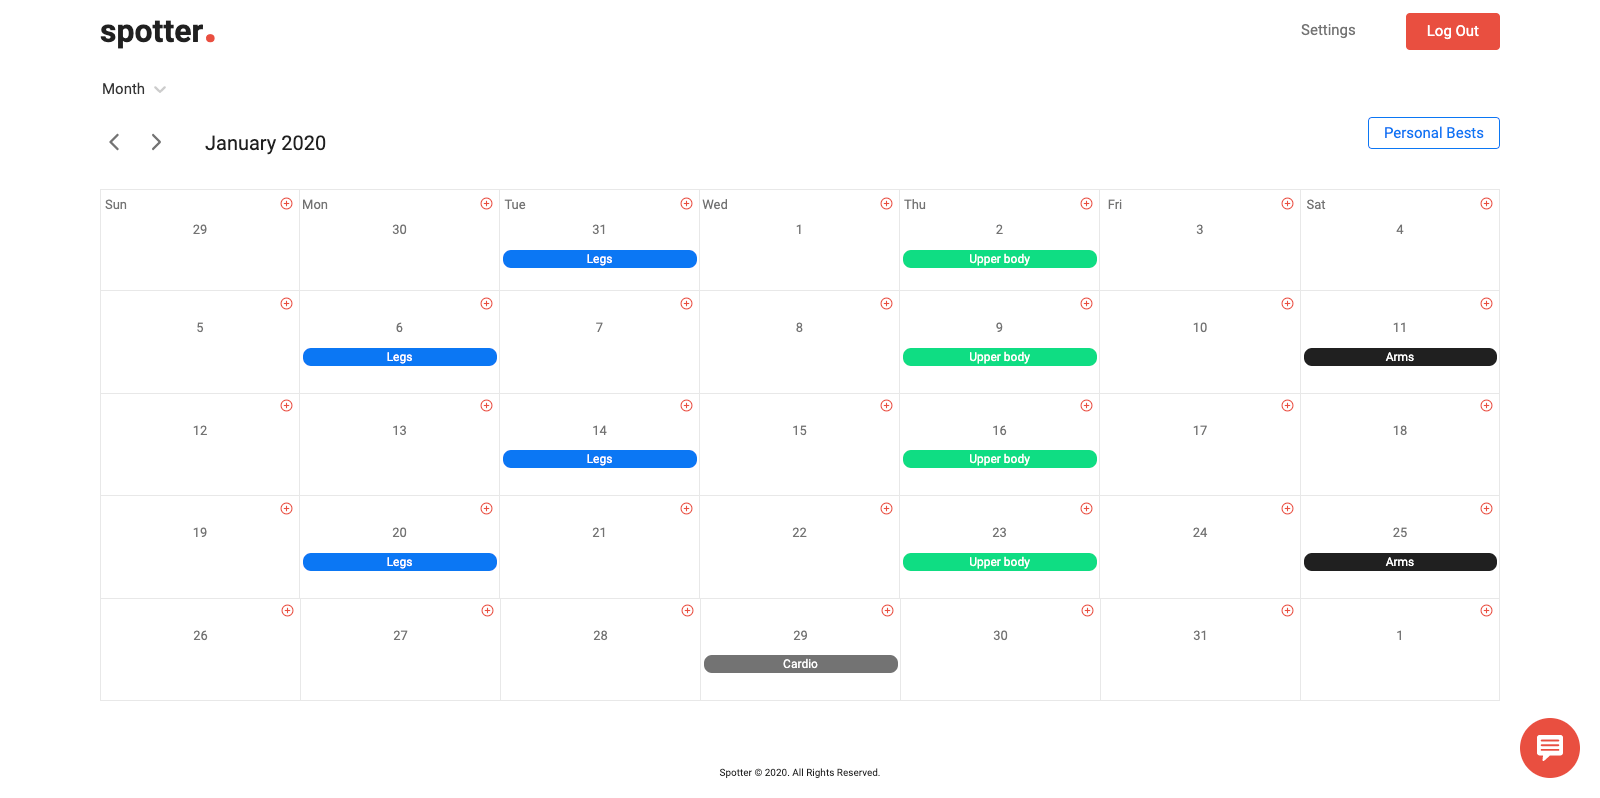 spotter.
Settings
Log Out
Month
January 2020
Personal Bests
Sun Mon Tue Wed Thu Fri Sat
29 30 31 1 2 3 4
Legs Upper body
5 6 7 8 9 10 11
Legs Upper body Arms
12 13 14 15 16 17 18
Legs Upper body
19 20 21 22 23 24 25
Legs Upper body Arms
26 27 28 29 30 31 1
Cardio
Spotter © 2020. All Rights Reserved.